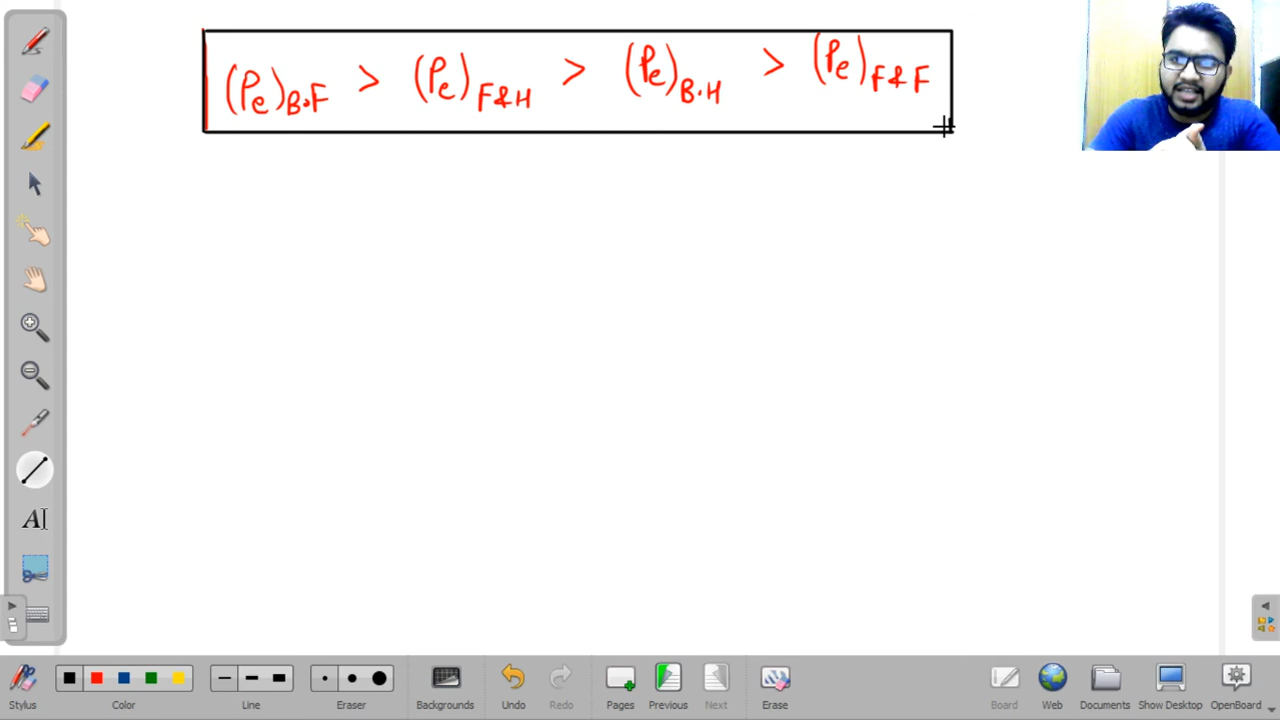 (Pe)B.F > (Pe)F&H > (Pe)B.H > (Pe)F&F
AI
Stylus
Color
Line
Eraser
Backgrounds
Undo
Redo
Pages
Previous
Next
Erase
Board
Web
Documents
Show Desktop
OpenBoard